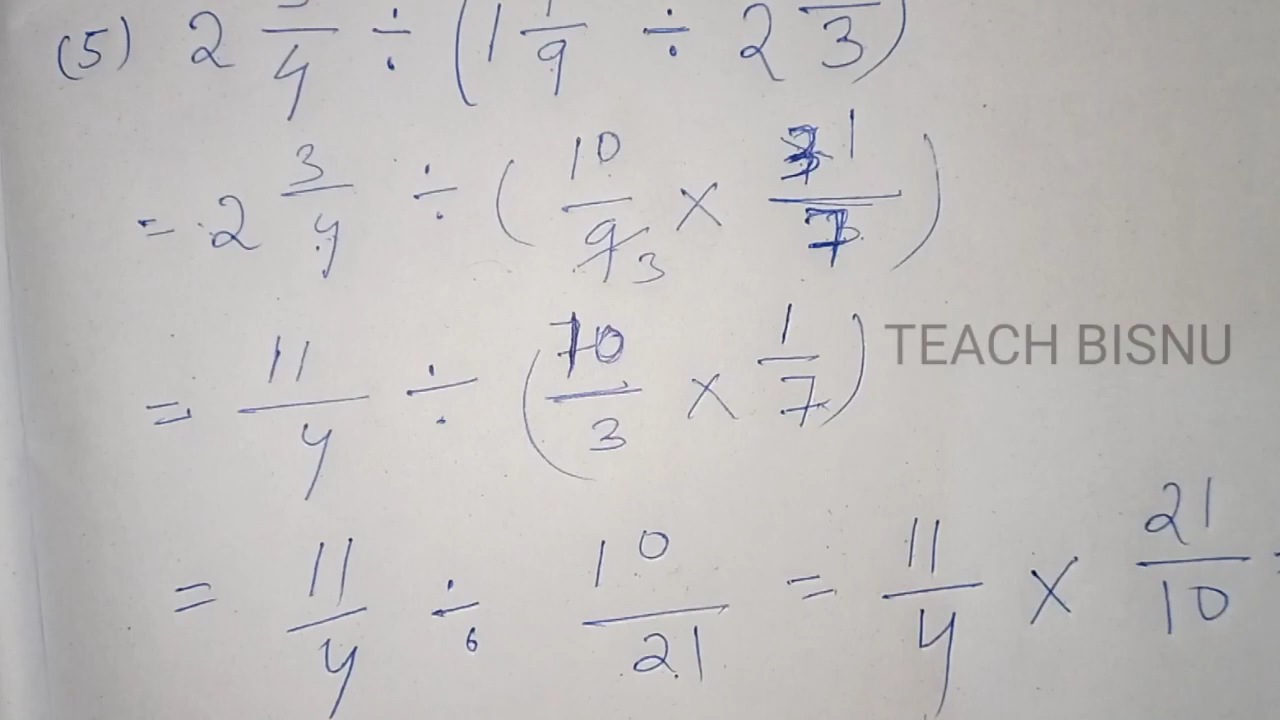 (5) 2 3/4 ÷ (1 1/9 ÷ 2 /3)
= 2 3/4 ÷ (10/9 3 × 3 1/7)
= 11/4 ÷ (10/3 × 1/7)
TEACH BISNU
= 11/4 ÷ 10/21 = 11/4 × 21/10 =